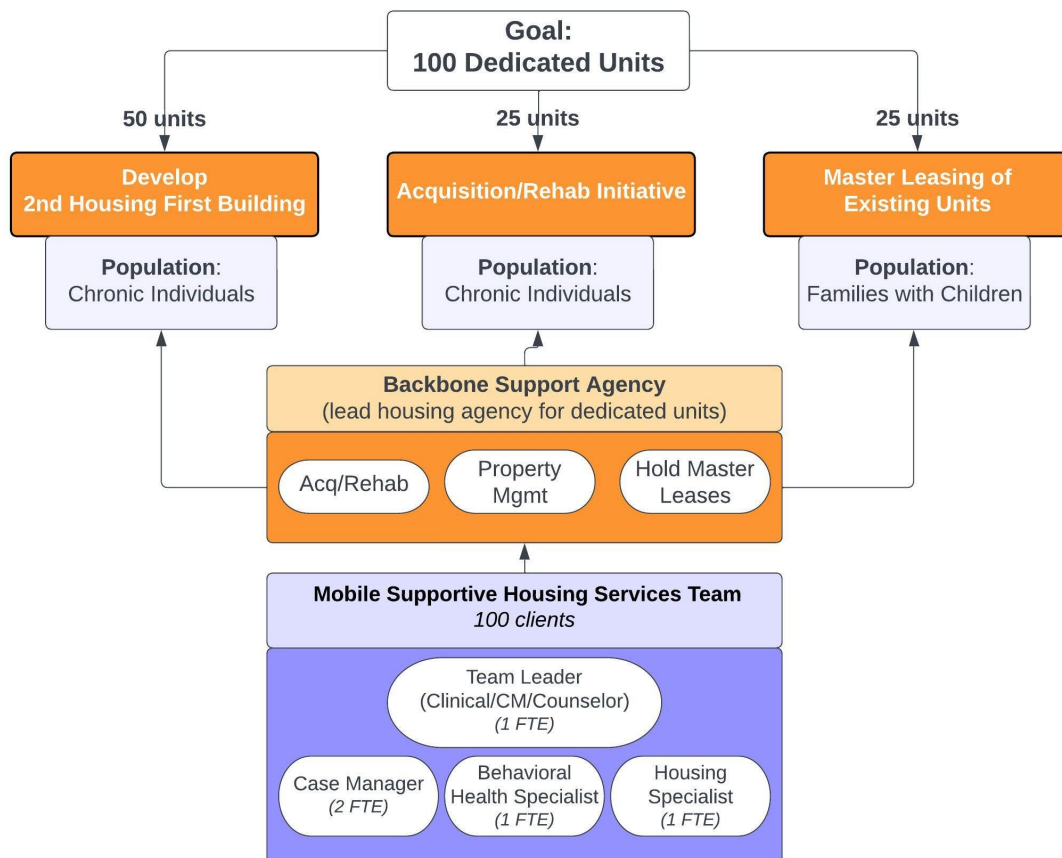 Goal:
100 Dedicated Units
50 units
25 units
25 units
Develop
2nd Housing First Building
Acquisition/Rehab Initiative
Master Leasing of
Existing Units
Population:
Chronic Individuals
Population:
Chronic Individuals
Population:
Families with Children
Backbone Support Agency
(lead housing agency for dedicated units)
Acq/Rehab
Property
Mgmt
Hold Master
Leases
Mobile Supportive Housing Services Team
100 clients
Team Leader
(Clinical/CM/Counselor)
(1 FTE)
Case Manager
(2 FTE)
Behavioral
Health Specialist
(1 FTE)
Housing
Specialist
(1 FTE)